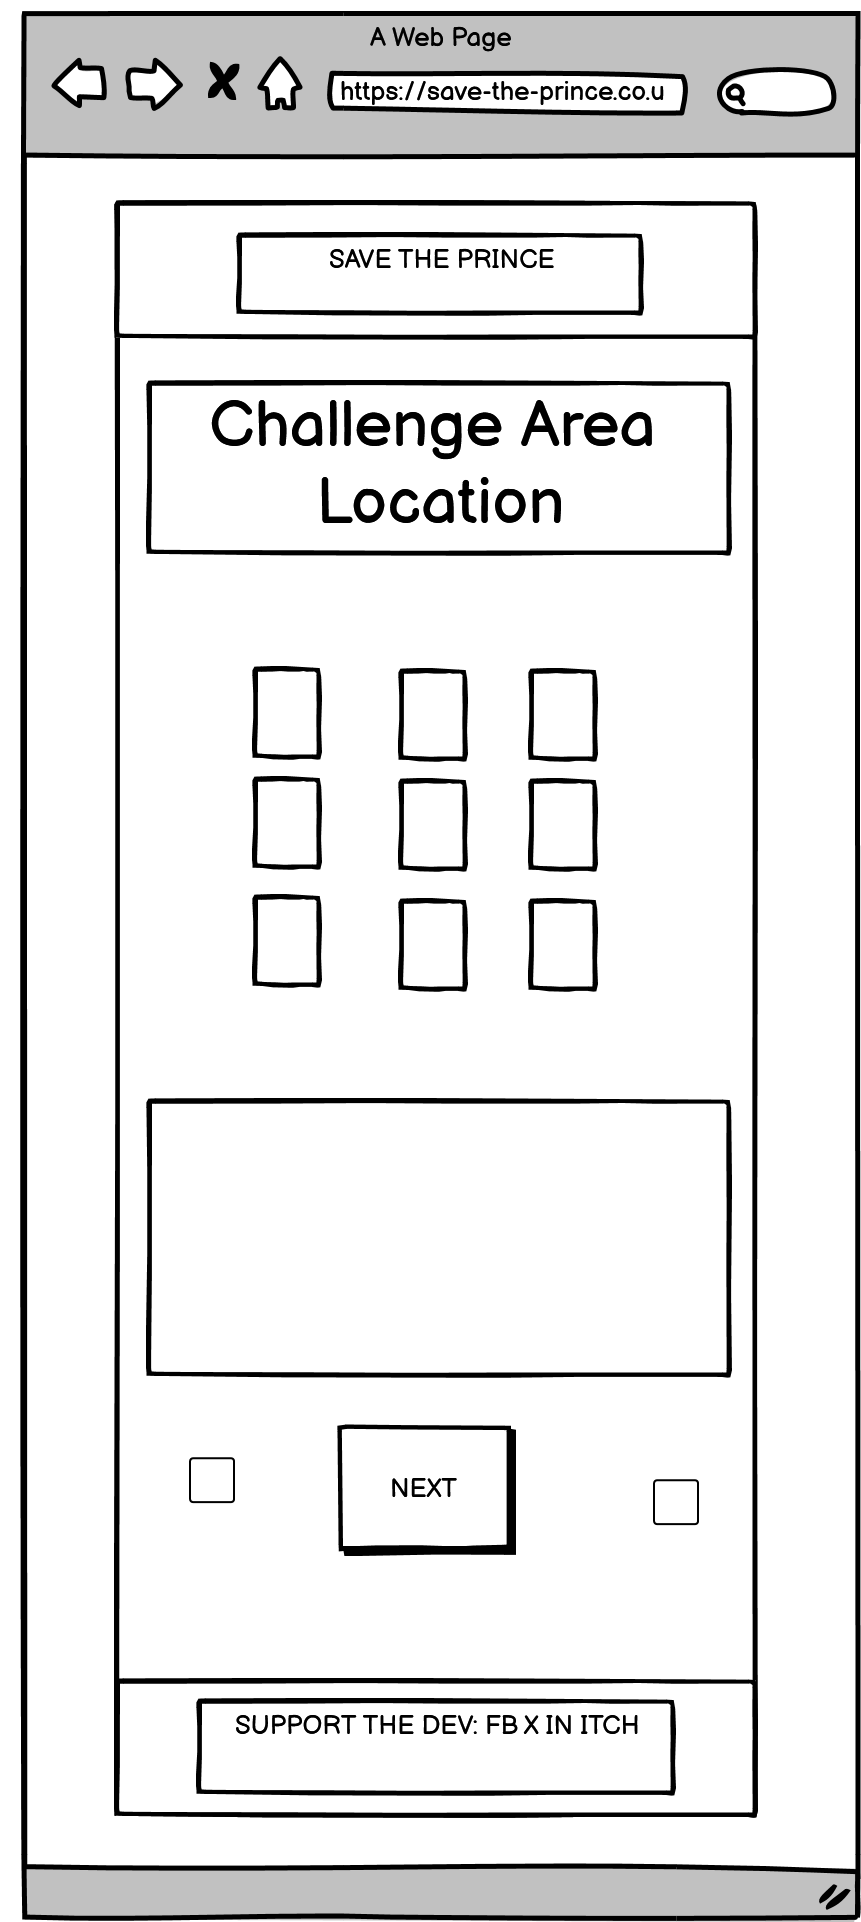 A Web Page
https://save-the-prince.co.u
SAVE THE PRINCE
Challenge Area
Location
NEXT
SUPPORT THE DEV: FB X IN ITCH